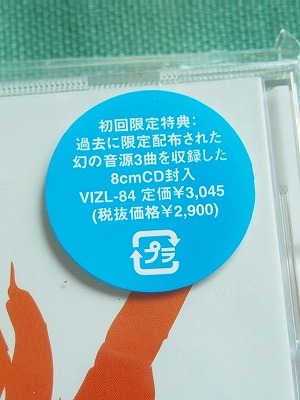 初回限定特典:
過去に限定配布された
幻の音源3曲を収録した
8cmCD封入
VIZL-84 定価¥3,045
(税抜価格¥2,900)
プラ